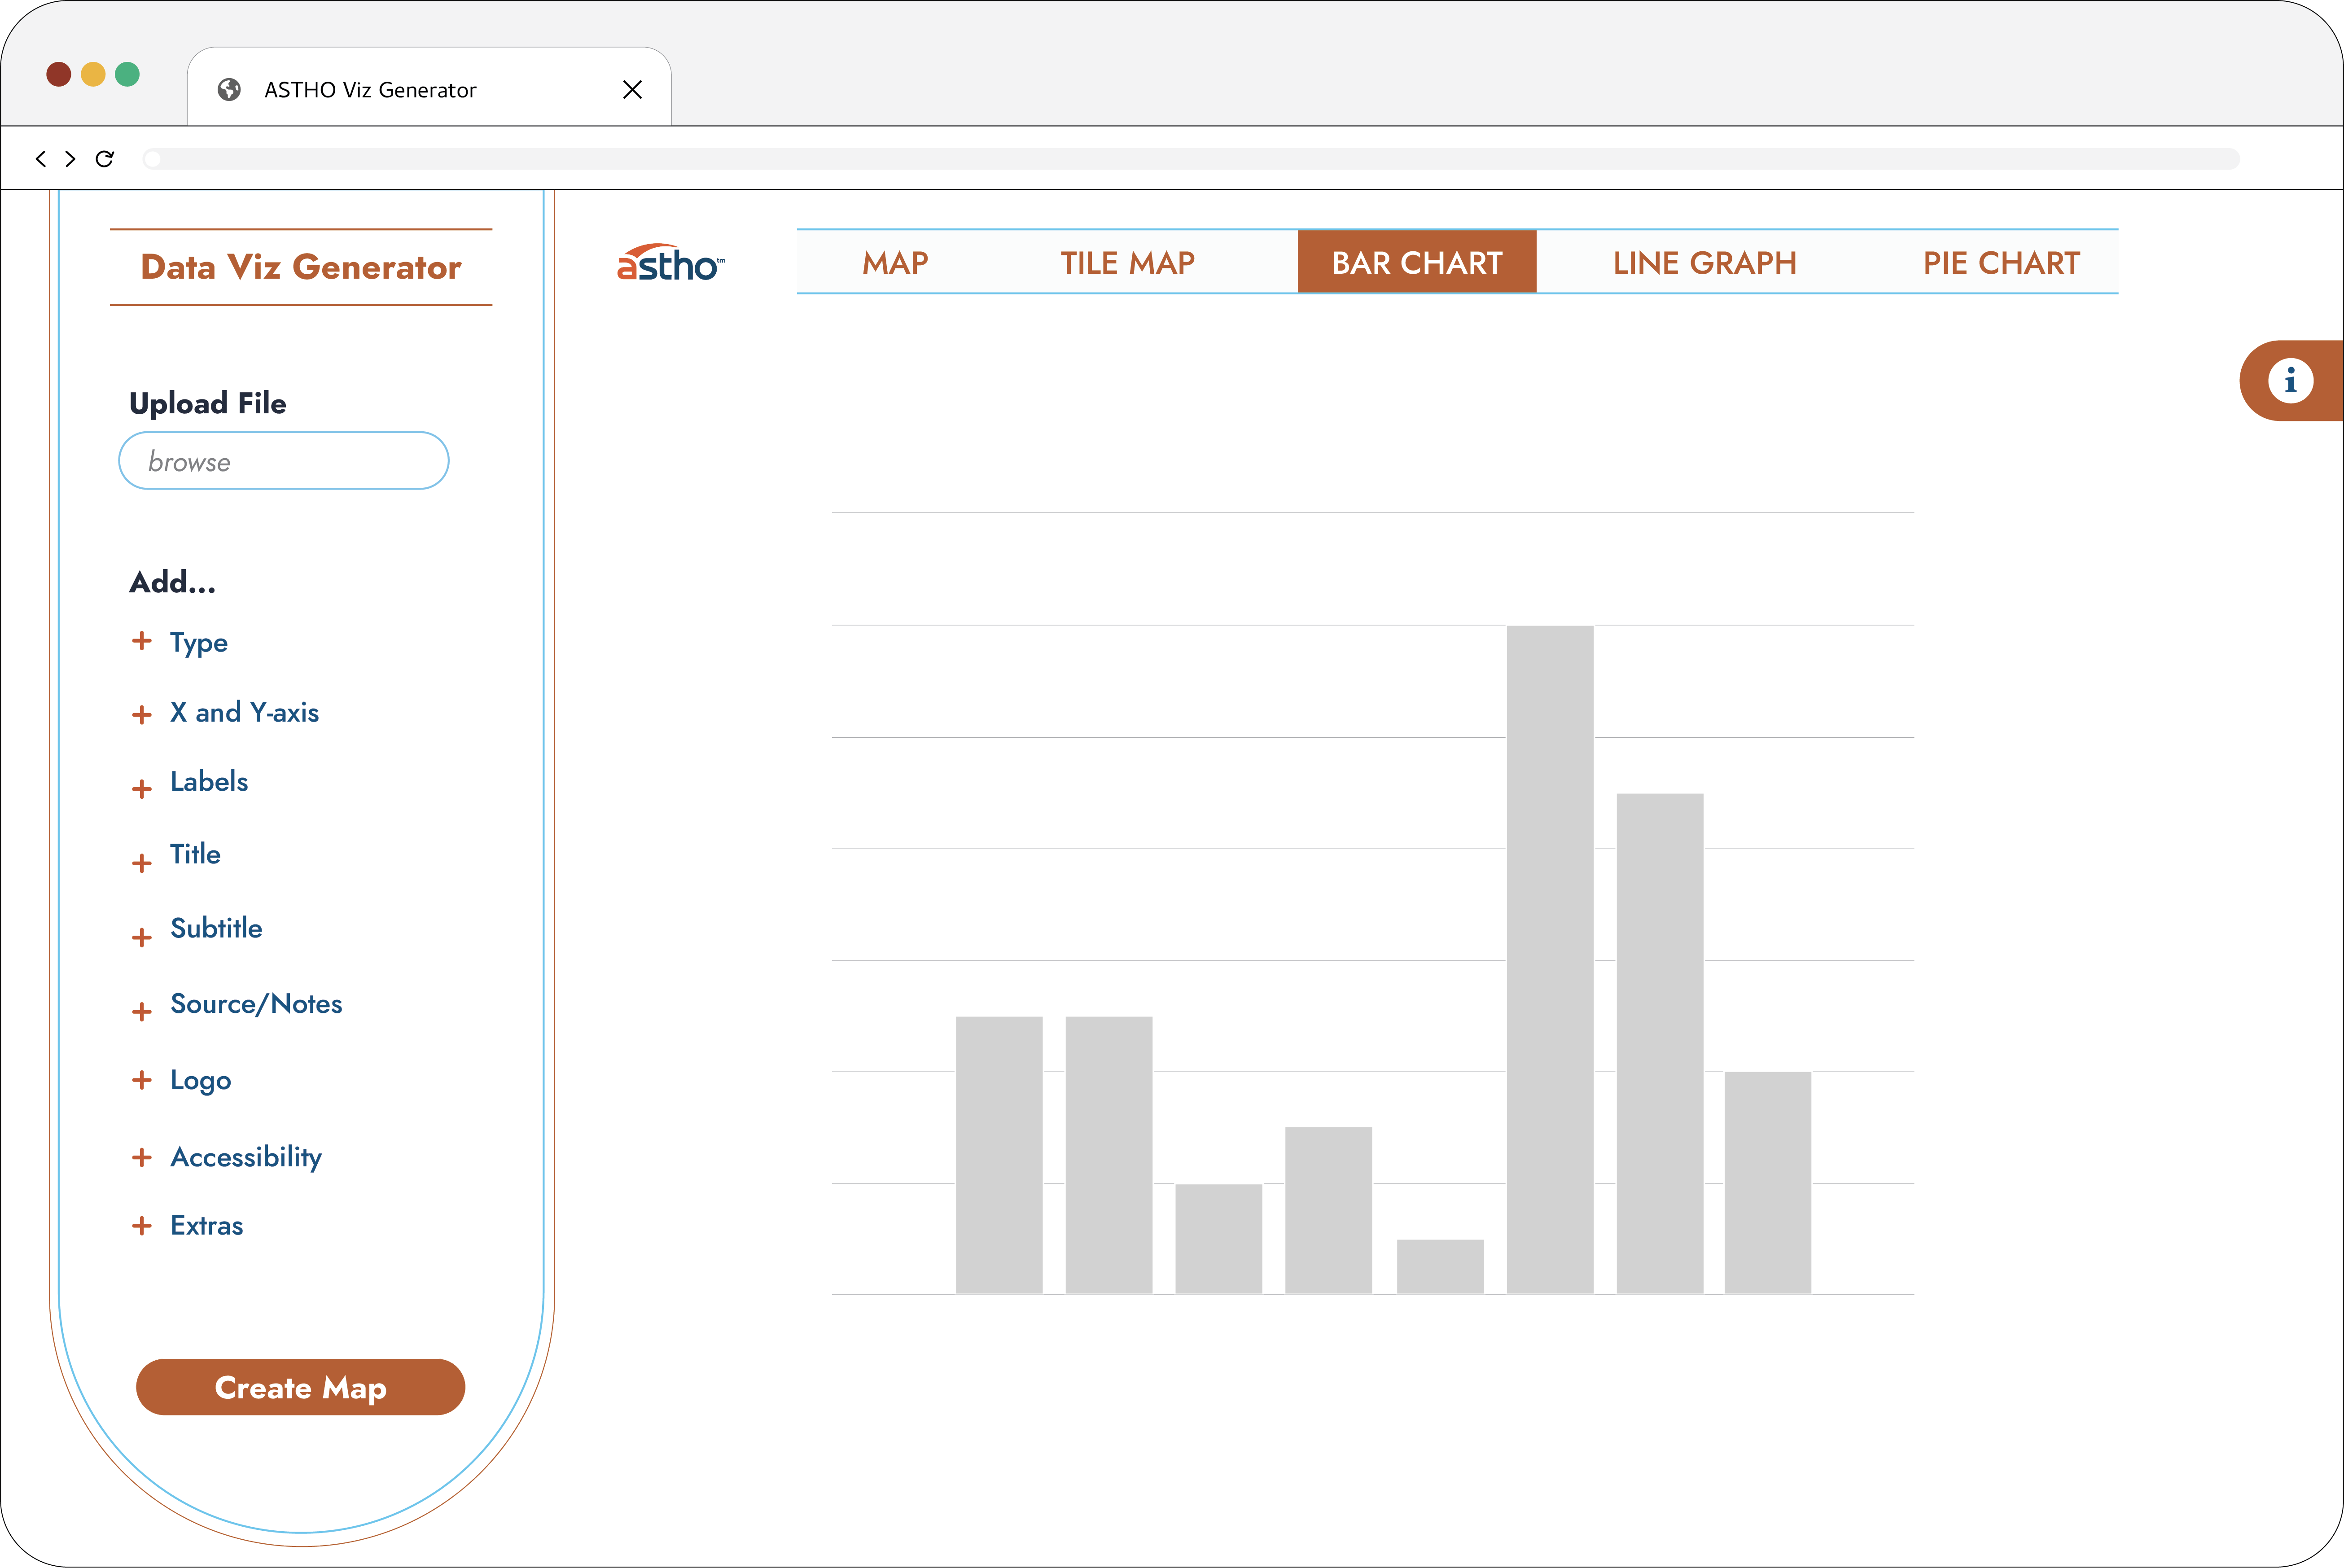 ASTHO Viz Generator
Data Viz Generator
astho™
MAP
TILE MAP
BAR CHART
LINE GRAPH
PIE CHART
i
Upload File
browse
Add...
+ Type
+ X and Y-axis
+ Labels
+ Title
+ Subtitle
+ Source/Notes
+ Logo
+ Accessibility
+ Extras
Create Map